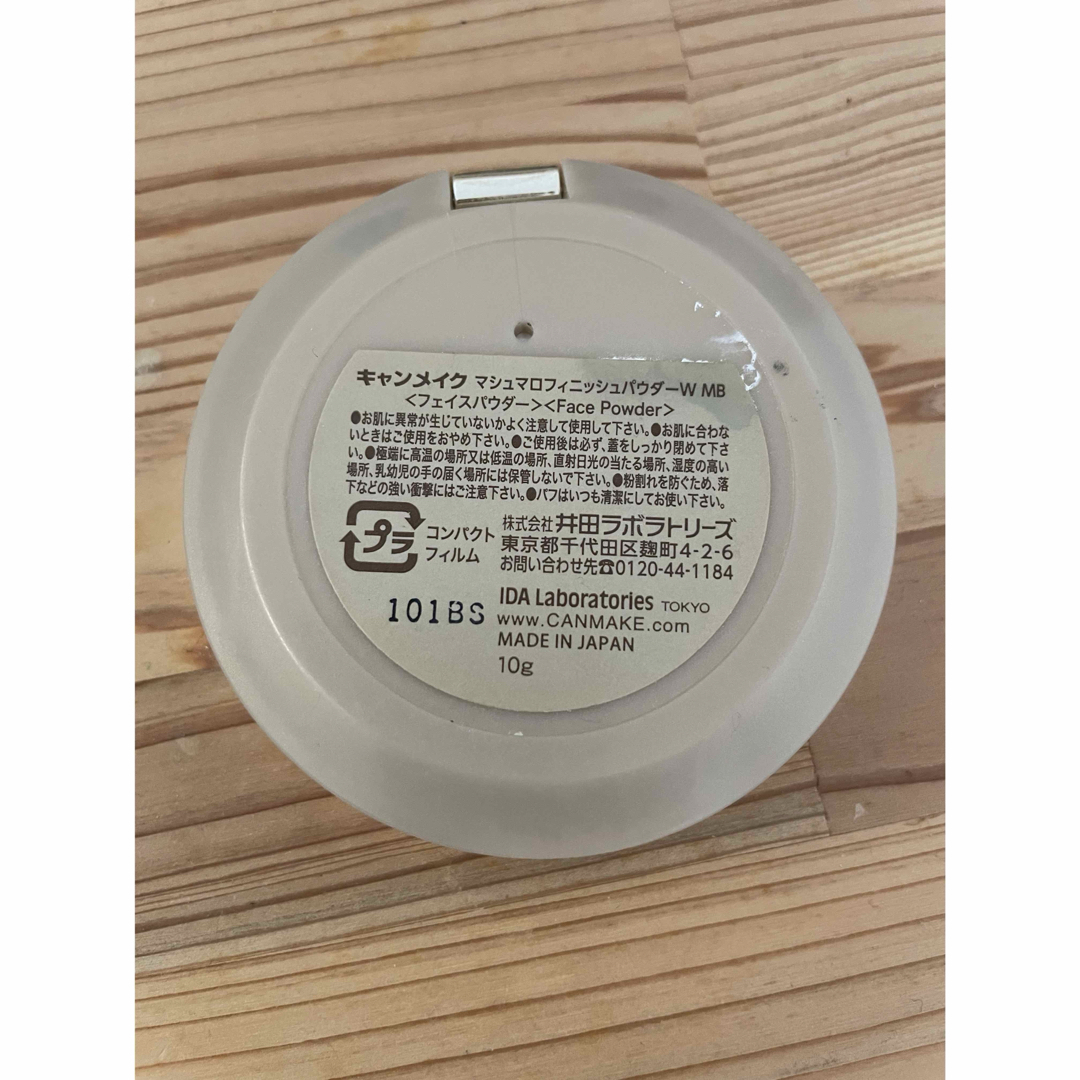 キャンメイク マシュマロフィニッシュパウダーW MB
<フェイスパウダー><Face Powder>
●お肌に異常が生じていないかよく注意して使用して下さい。●お肌に合わな
いときはご使用をおやめ下さい。●ご使用後は必ず、蓋をしっかり閉めて下さ
い。●極端に高温の場所又は低温の場所、直射日光の当たる場所、湿度の高い
場所、乳幼児の手の届く場所には保管しないで下さい。●粉割れを防ぐため、落
下などの強い衝撃にはご注意下さい。●パフはいつも清潔にしてお使い下さい。
プラ
コンパクト
フィルム
株式会社 井田ラボラトリーズ
東京都千代田区麹町4-2-6
お問い合わせ先☎0120-44-1184
101BS
IDA Laboratories TOKYO
www.CANMAKE.com
MADE IN JAPAN
10g